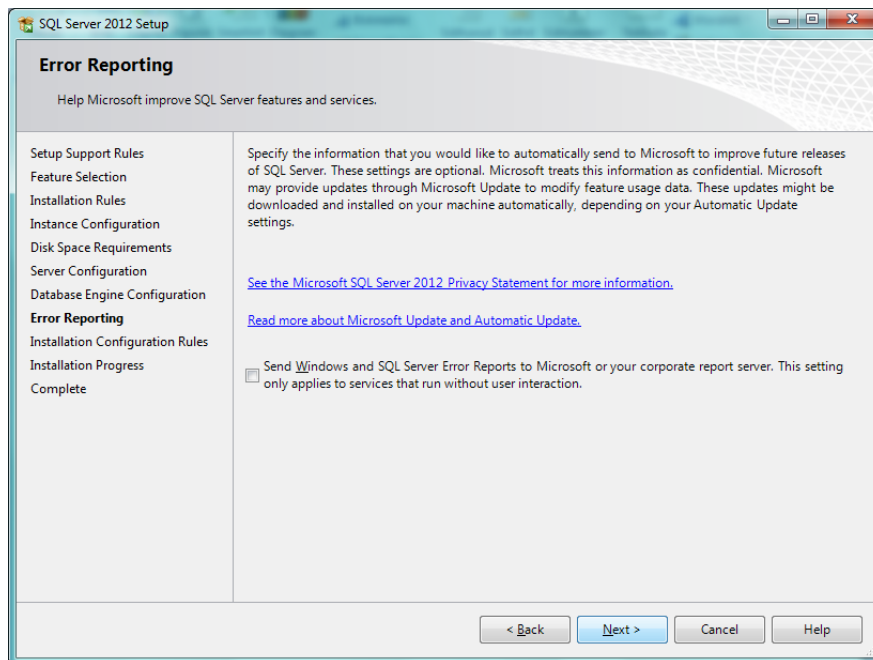 SQL Server 2012 Setup
Error Reporting
Help Microsoft improve SQL Server features and services.
Setup Support Rules
Feature Selection
Installation Rules
Instance Configuration
Disk Space Requirements
Server Configuration
Database Engine Configuration
Error Reporting
Installation Configuration Rules
Installation Progress
Complete
Specify the information that you would like to automatically send to Microsoft to improve future releases
of SQL Server. These settings are optional. Microsoft treats this information as confidential. Microsoft
may provide updates through Microsoft Update to modify feature usage data. These updates might be
downloaded and installed on your machine automatically, depending on your Automatic Update
settings.
See the Microsoft SQL Server 2012 Privacy Statement for more information.
Read more about Microsoft Update and Automatic Update.
Send Windows and SQL Server Error Reports to Microsoft or your corporate report server. This setting
only applies to services that run without user interaction.
< Back
Next >
Cancel
Help